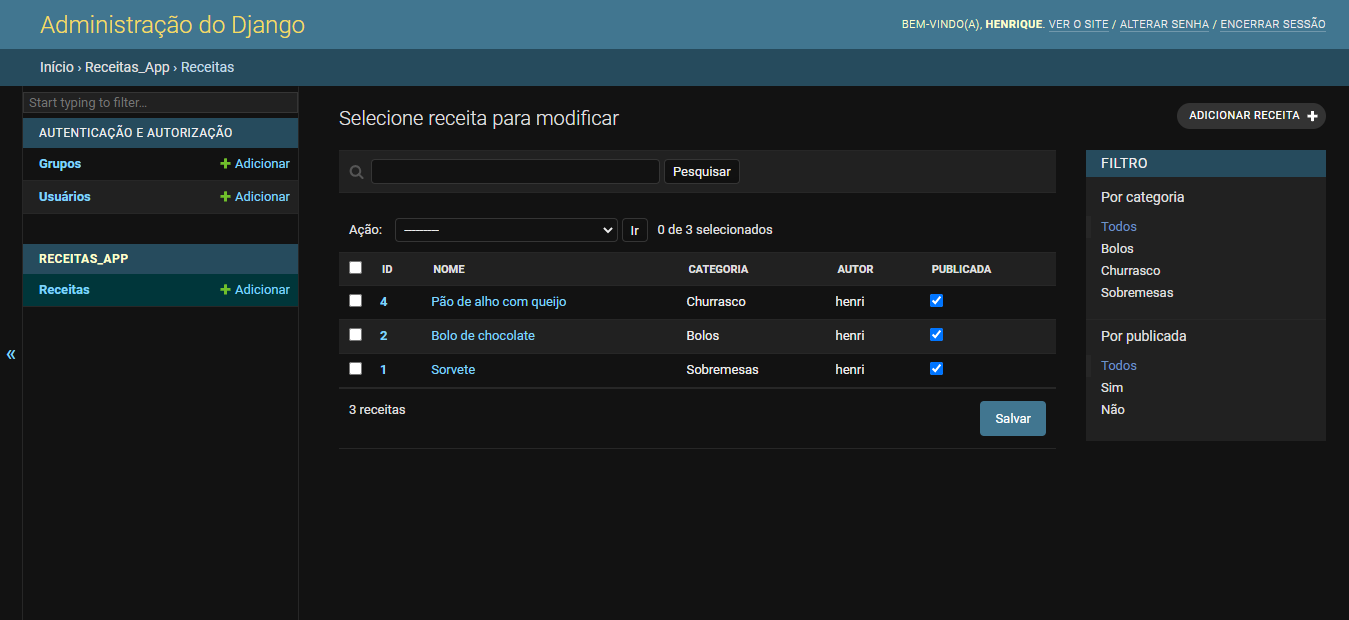 Administração do Django
BEM-VINDO(A), HENRIQUE. VER O SITE / ALTERAR SENHA / ENCERRAR SESSÃO
Início › Receitas_App › Receitas
Start typing to filter...
AUTENTICAÇÃO E AUTORIZAÇÃO
Grupos + Adicionar
Usuários + Adicionar
RECEITAS_APP
Receitas + Adicionar
«
Selecione receita para modificar
ADICIONAR RECEITA +
Pesquisar
Ação: --------- Ir 0 de 3 selecionados
ID NOME CATEGORIA AUTOR PUBLICADA
4 Pão de alho com queijo Churrasco henri
2 Bolo de chocolate Bolos henri
1 Sorvete Sobremesas henri
3 receitas
Salvar
FILTRO
Por categoria
Todos
Bolos
Churrasco
Sobremesas
Por publicada
Todos
Sim
Não